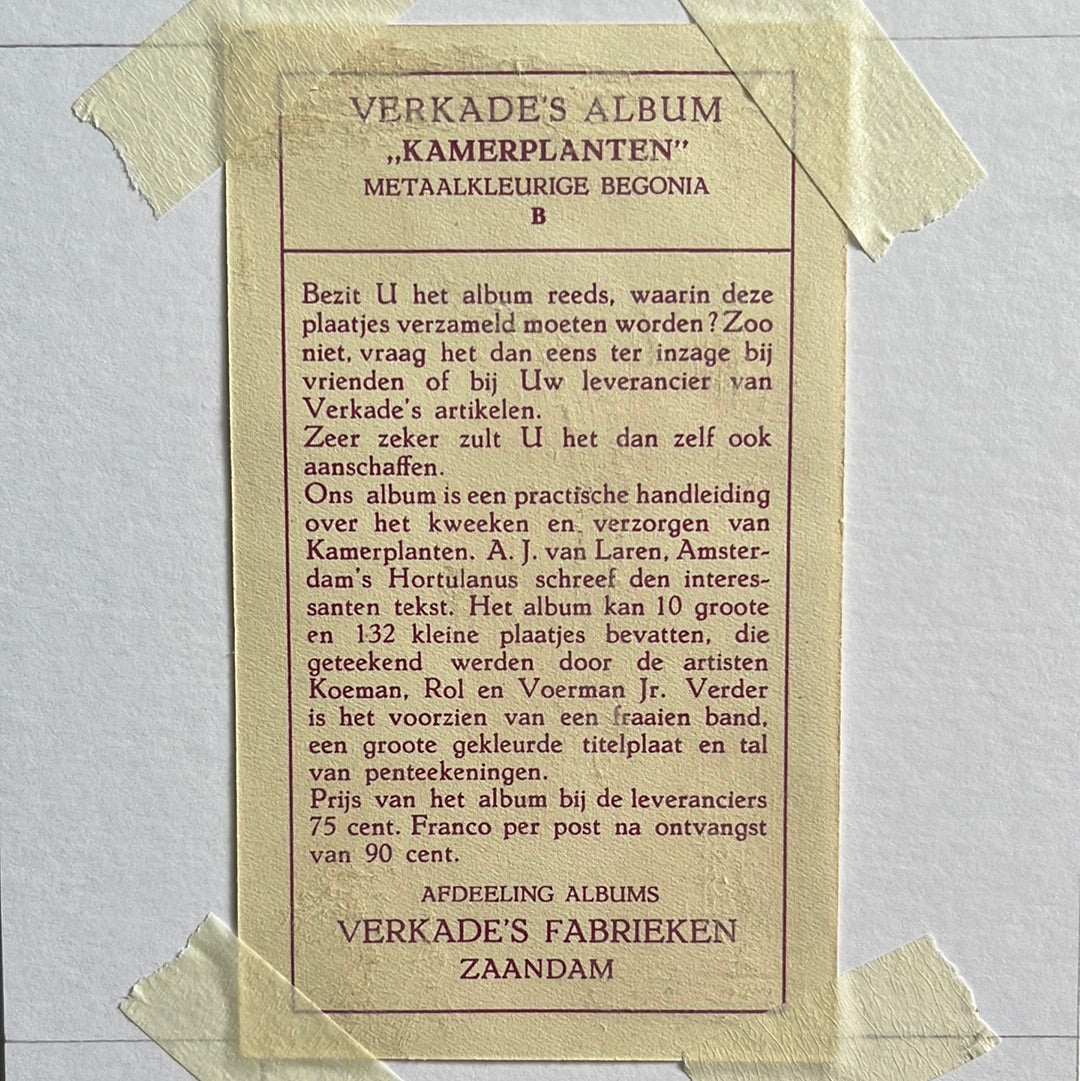 VERKADE'S ALBUM
„KAMERPLANTEN”
METAALKLEURIGE BEGONIA
B
Bezit U het album reeds, waarin deze
plaatjes verzameld moeten worden? Zoo
niet, vraag het dan eens ter inzage bij
vrienden of bij Uw leverancier van
Verkade's artikelen.
Zeer zeker zult U het dan zelf ook
aanschaffen.
Ons album is een practische handleiding
over het kweeken en verzorgen van
Kamerplanten. A. J. van Laren, Amster-
dam's Hortulanus schreef den interes-
santen tekst. Het album kan 10 groote
en 132 kleine plaatjes bevatten, die
geteekend werden door de artisten
Koeman, Rol en Voerman Jr. Verder
is het voorzien van een fraaien band,
een groote gekleurde titelplaat en tal
van penteekeningen.
Prijs van het album bij de leveranciers
75 cent. Franco per post na ontvangst
van 90 cent.
AFDEELING ALBUMS
VERKADE'S FABRIEKEN
ZAANDAM